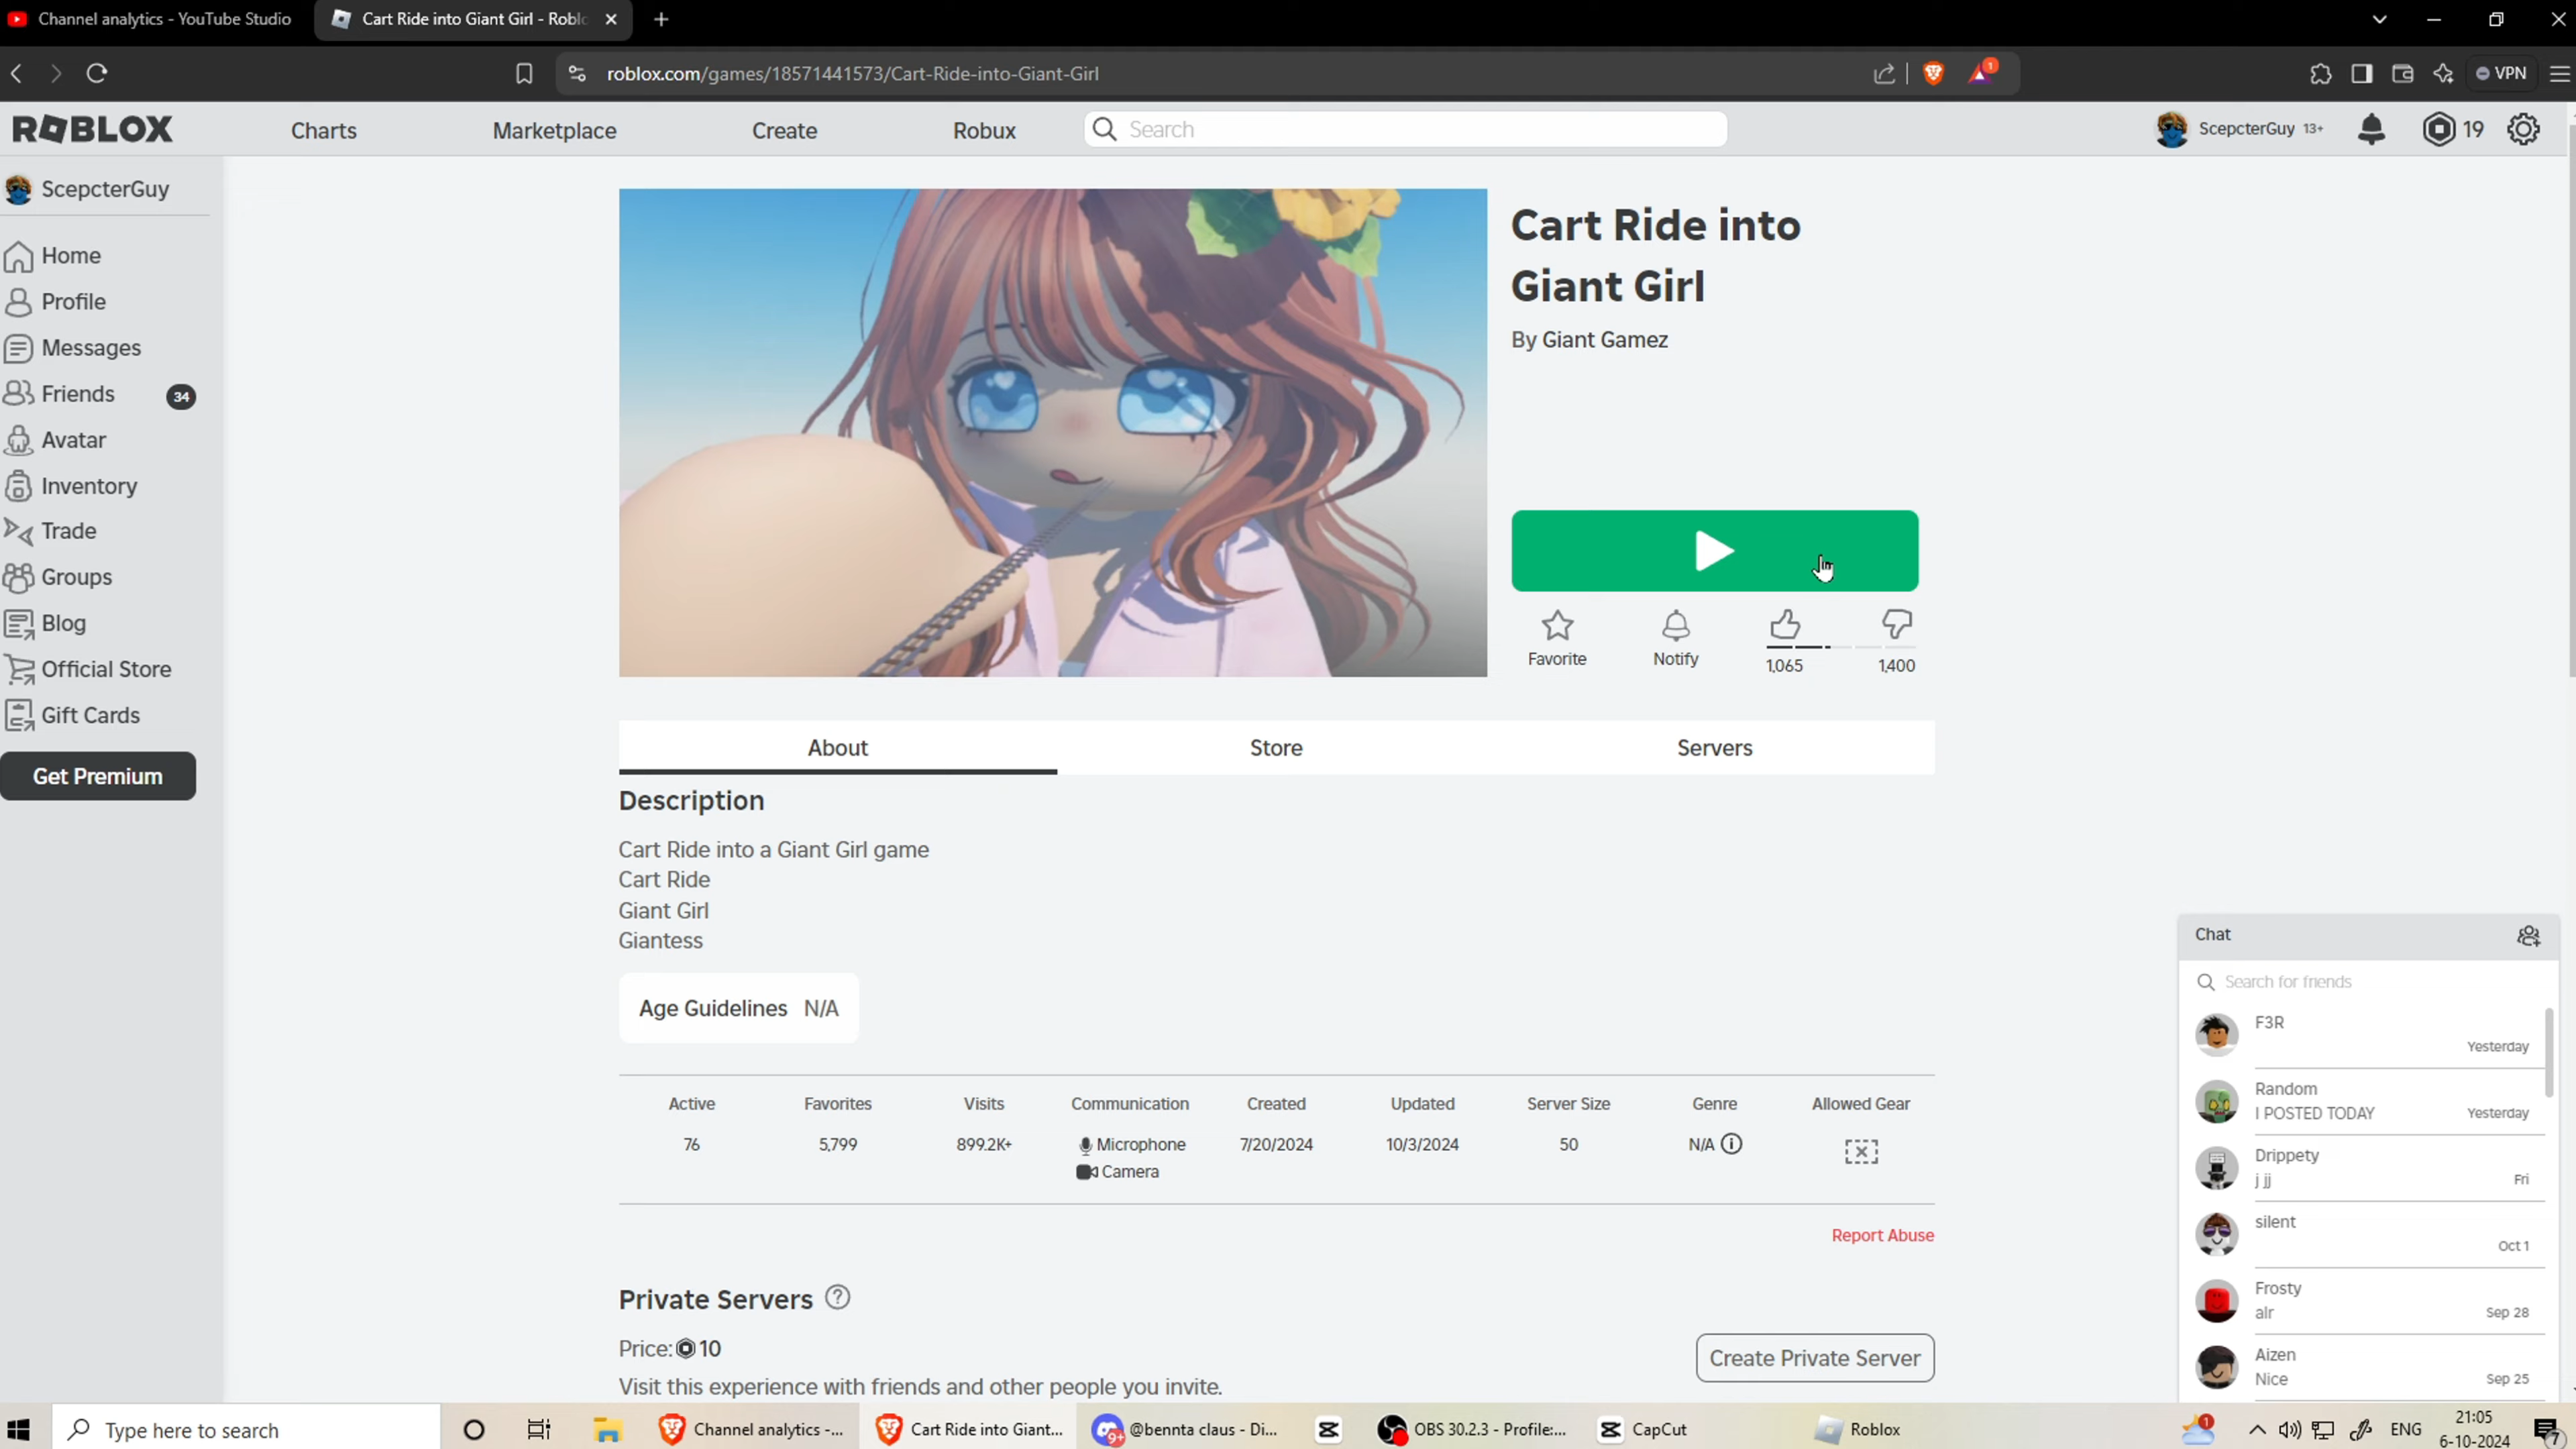 Channel analytics - YouTube Studio
Cart Ride into Giant Girl - Roblo
roblox.com/games/18571441573/Cart-Ride-into-Giant-Girl
1
VPN
ROBLOX
Charts
Marketplace
Create
Robux
Search
ScepcterGuy 13+
19
ScepcterGuy
Home
Profile
Messages
Friends
34
Avatar
Inventory
Trade
Groups
Blog
Official Store
Gift Cards
Get Premium
Cart Ride into
Giant Girl
By Giant Gamez
Favorite
Notify
1,065
1,400
About
Store
Servers
Description
Cart Ride into a Giant Girl game
Cart Ride
Giant Girl
Giantess
Age Guidelines N/A
Active
Favorites
Visits
Communication
Created
Updated
Server Size
Genre
Allowed Gear
76
5,799
899.2K+
Microphone
Camera
7/20/2024
10/3/2024
50
N/A
Report Abuse
Private Servers
Price: 10
Create Private Server
Visit this experience with friends and other people you invite.
Chat
Search for friends
F3R
Yesterday
Random
I POSTED TODAY
Yesterday
Drippety
j jj
Fri
silent
Oct 1
Frosty
alr
Sep 28
Aizen
Nice
Sep 25
Type here to search
Channel analytics -...
Cart Ride into Giant...
9+
@bennta claus - Di...
OBS 30.2.3 - Profile:...
CapCut
Roblox
1
ENG
21:05
6-10-2024
7